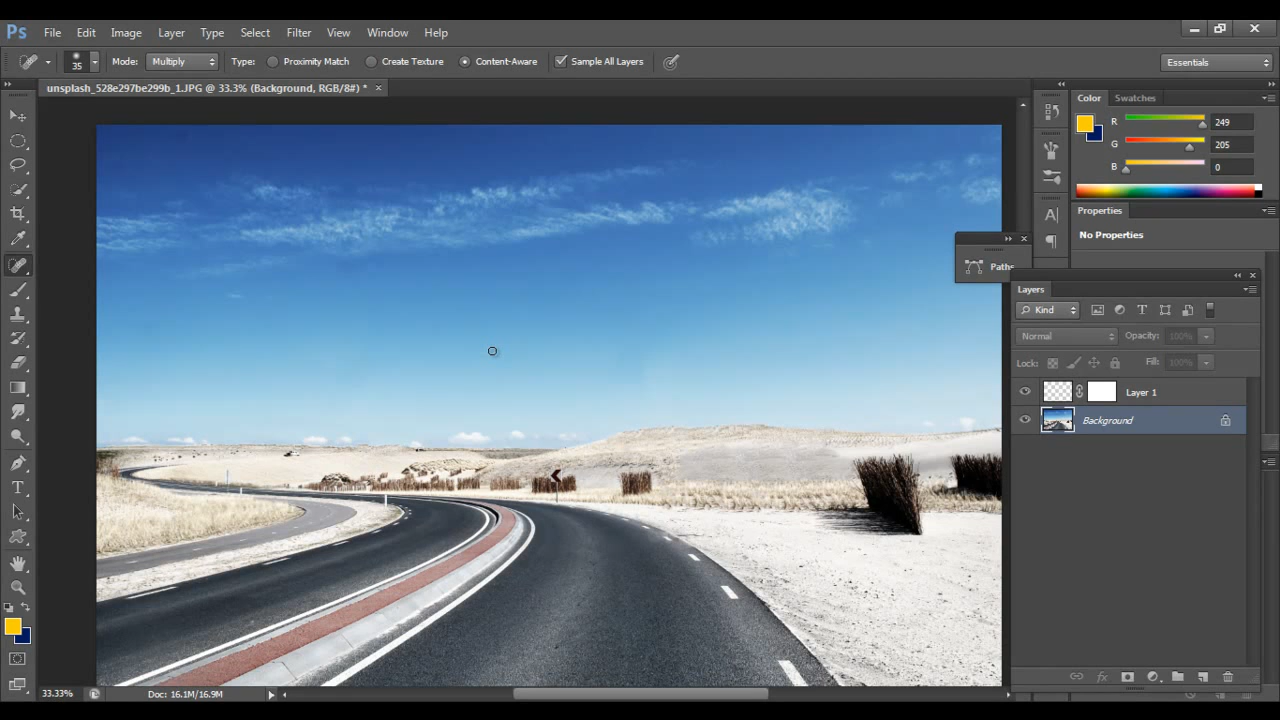 Ps File Edit Image Layer Type Select Filter View Window Help
35 Mode: Multiply Type: Proximity Match Create Texture Content-Aware Sample All Layers Essentials
unsplash_528e297be299b_1.JPG @ 33.3% (Background, RGB/8#) * ×
Color Swatches
R 249
G 205
B 0
Properties
No Properties
Paths
Layers
Kind
Normal Opacity: 100%
Lock: Fill: 100%
Layer 1
Background
33.33% Doc: 16.1M/16.9M